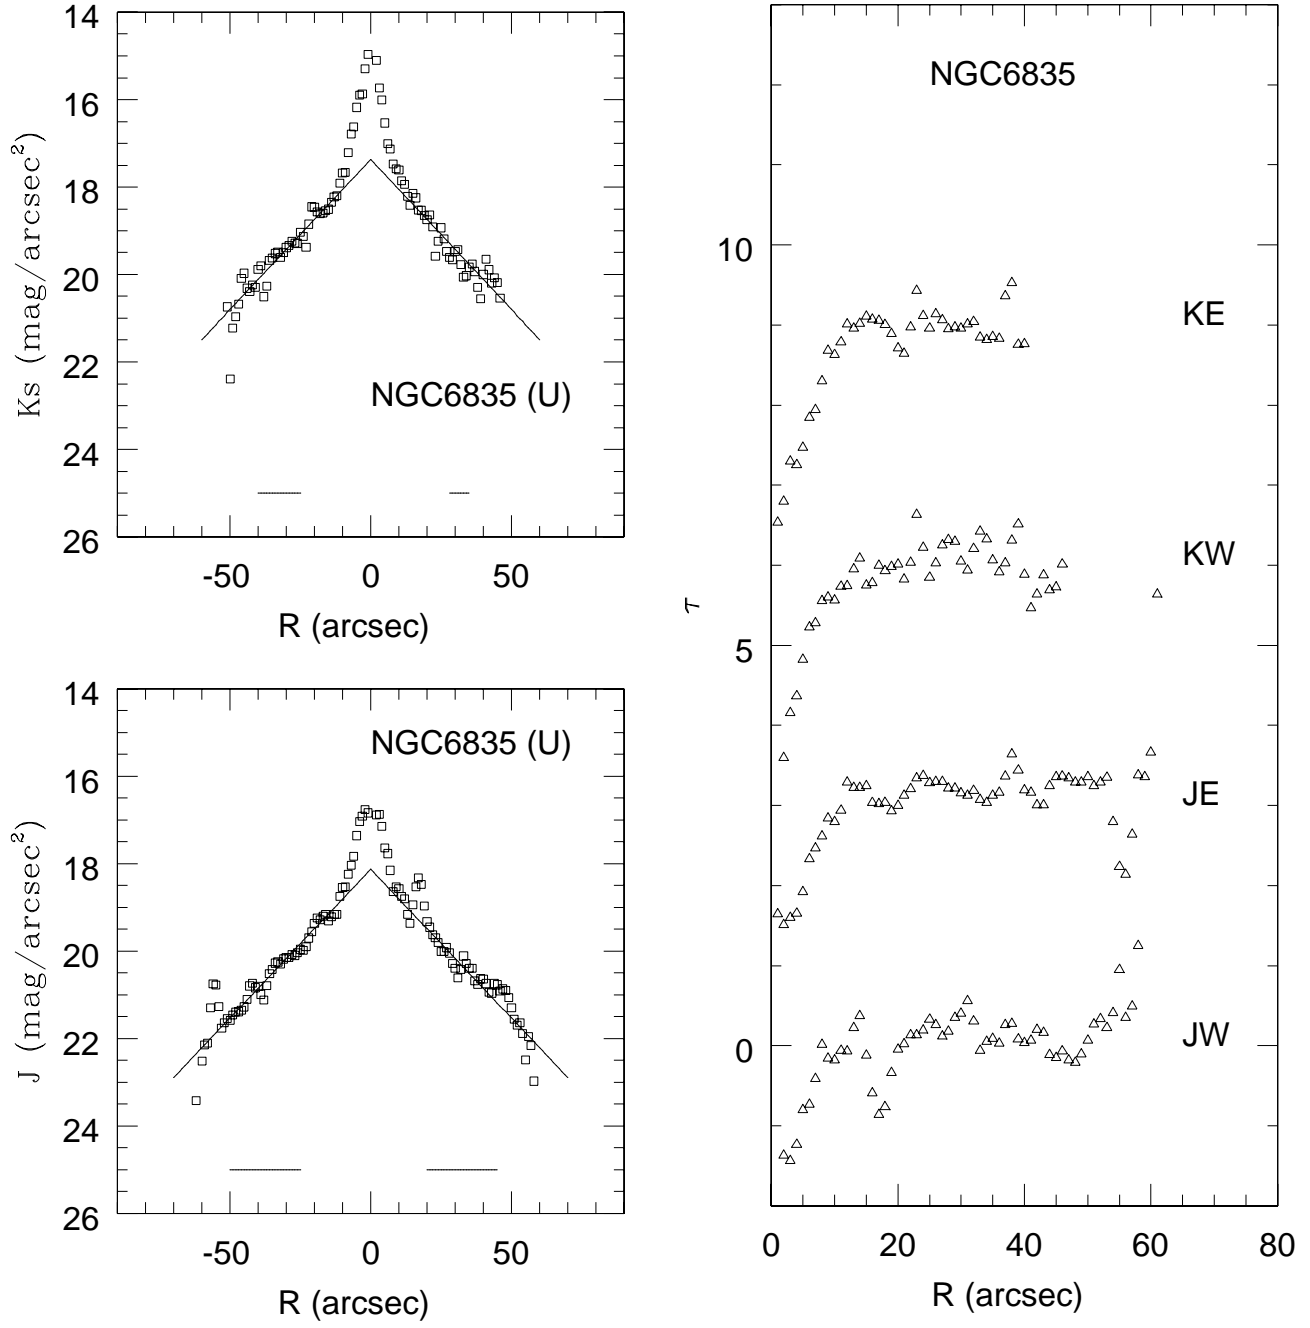 14
16
18
20
22
24
26
Ks (mag/arcsec²)
NGC6835 (U)
-50 0 50
R (arcsec)
14
16
18
20
22
24
26
J (mag/arcsec²)
NGC6835 (U)
-50 0 50
R (arcsec)
NGC6835
10
5
0
τ
KE
KW
JE
JW
0 20 40 60 80
R (arcsec)